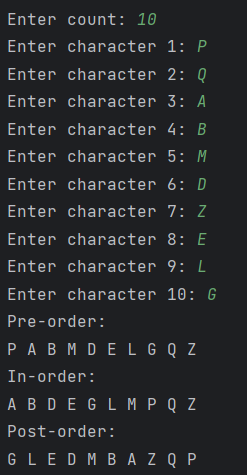 Enter count: 10
Enter character 1: P
Enter character 2: Q
Enter character 3: A
Enter character 4: B
Enter character 5: M
Enter character 6: D
Enter character 7: Z
Enter character 8: E
Enter character 9: L
Enter character 10: G
Pre-order:
P A B M D E L G Q Z
In-order:
A B D E G L M P Q Z
Post-order:
G L E D M B A Z Q P